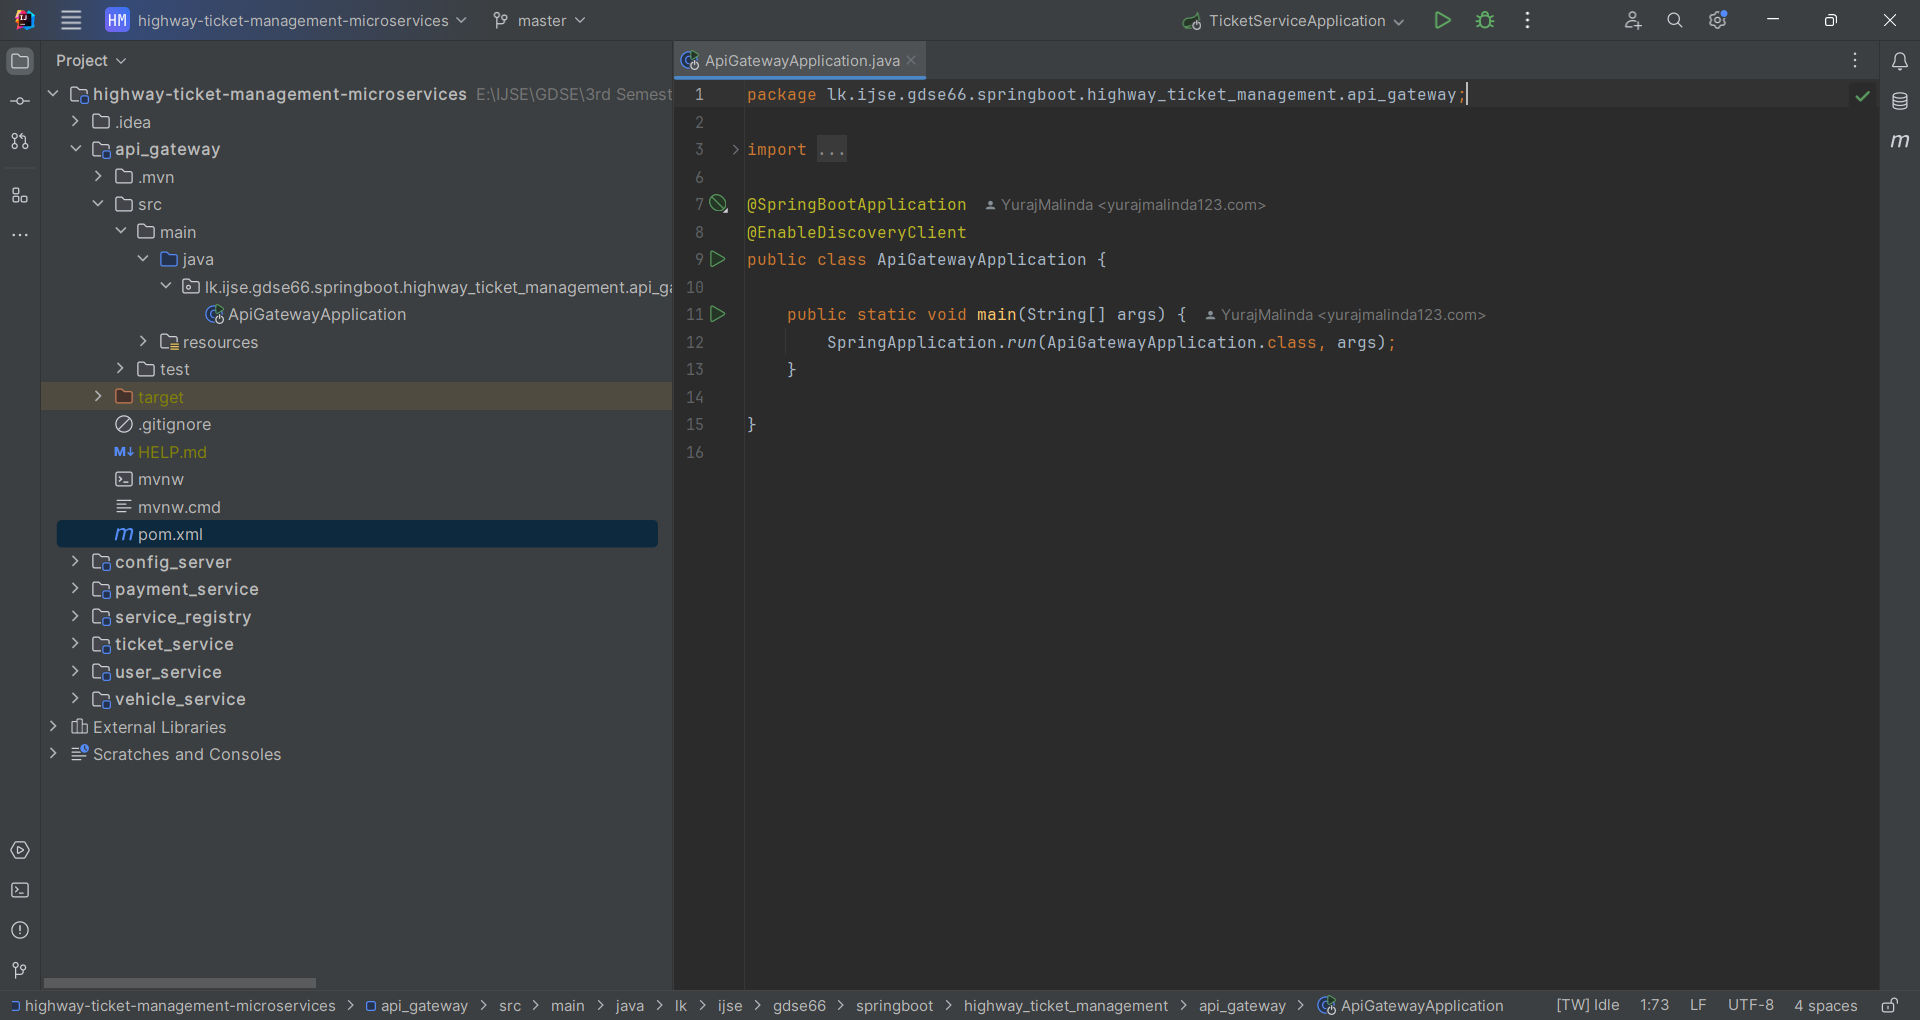 HM highway-ticket-management-microservices master TicketServiceApplication
Project
ApiGatewayApplication.java
highway-ticket-management-microservices E:\IJSE\GDSE\3rd Semest
.idea
api_gateway
.mvn
src
main
java
lk.ijse.gdse66.springboot.highway_ticket_management.api_ga
ApiGatewayApplication
resources
test
target
.gitignore
M↓ HELP.md
mvnw
mvnw.cmd
m pom.xml
config_server
payment_service
service_registry
ticket_service
user_service
vehicle_service
External Libraries
Scratches and Consoles
1 package lk.ijse.gdse66.springboot.highway_ticket_management.api_gateway;
2
3 import ...
6
7 @SpringBootApplication YurajMalinda <yurajmalinda123.com>
8 @EnableDiscoveryClient
9 public class ApiGatewayApplication {
10
11 public static void main(String[] args) { YurajMalinda <yurajmalinda123.com>
12 SpringApplication.run(ApiGatewayApplication.class, args);
13 }
14
15 }
16
m
highway-ticket-management-microservices > api_gateway > src > main > java > lk > ijse > gdse66 > springboot > highway_ticket_management > api_gateway > ApiGatewayApplication [TW] Idle 1:73 LF UTF-8 4 spaces